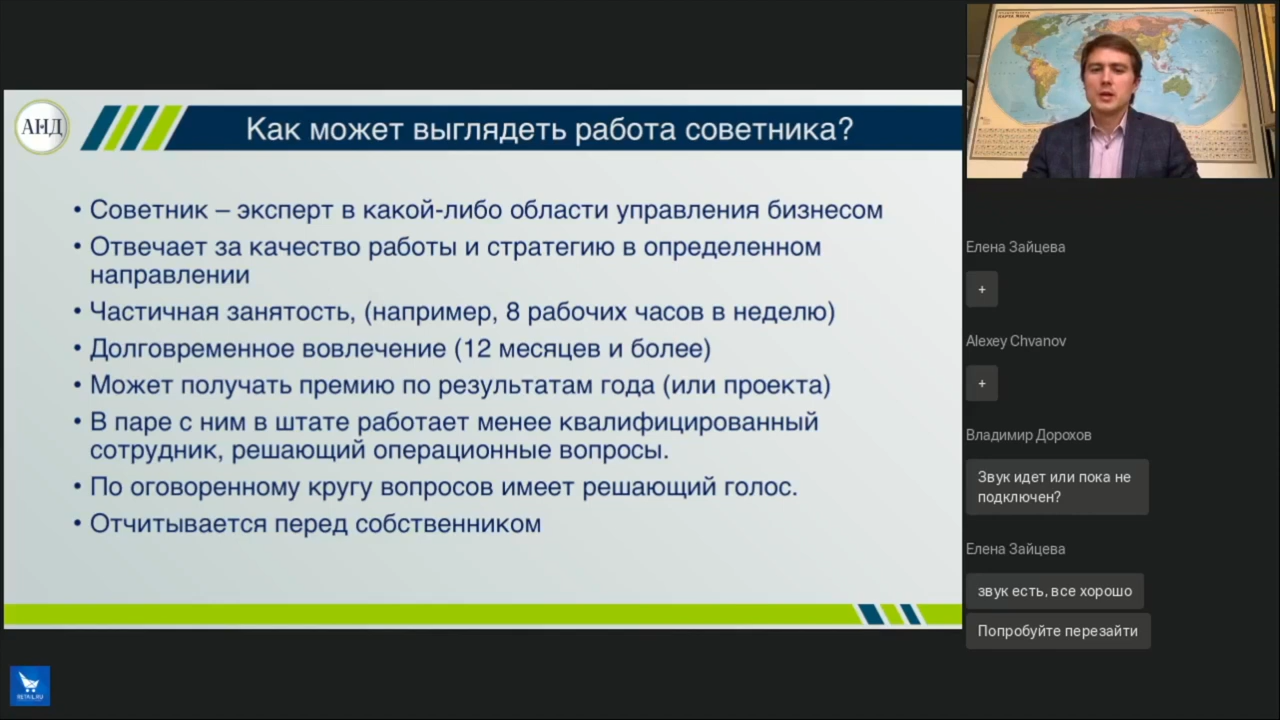 АНД
Как может выглядеть работа советника?
• Советник – эксперт в какой-либо области управления бизнесом
• Отвечает за качество работы и стратегию в определенном
направлении
• Частичная занятость, (например, 8 рабочих часов в неделю)
• Долговременное вовлечение (12 месяцев и более)
• Может получать премию по результатам года (или проекта)
• В паре с ним в штате работает менее квалифицированный
сотрудник, решающий операционные вопросы.
• По оговоренному кругу вопросов имеет решающий голос.
• Отчитывается перед собственником
RETAIL.RU
Елена Зайцева
+
Alexey Chvanov
+
Владимир Дорохов
Звук идет или пока не
подключен?
Елена Зайцева
звук есть, все хорошо
Попробуйте перезайти